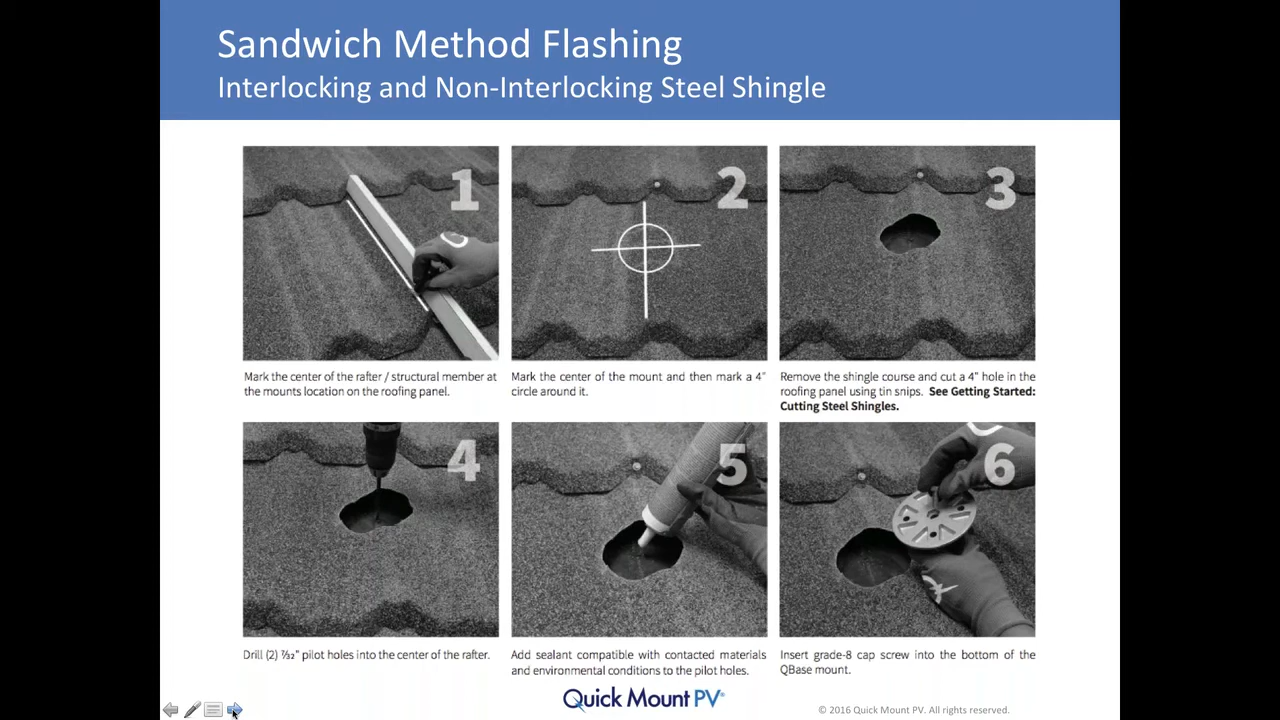 Sandwich Method Flashing
Interlocking and Non-Interlocking Steel Shingle
1
2
3
Mark the center of the rafter / structural member at
the mounts location on the roofing panel.
Mark the center of the mount and then mark a 4"
circle around it.
Remove the shingle course and cut a 4" hole in the
roofing panel using tin snips. See Getting Started:
Cutting Steel Shingles.
4
5
6
Drill (2) 7⁄32" pilot holes into the center of the rafter.
Add sealant compatible with contacted materials
and environmental conditions to the pilot holes.
Insert grade-8 cap screw into the bottom of the
QBase mount.
Quick Mount PV®
© 2016 Quick Mount PV. All rights reserved.